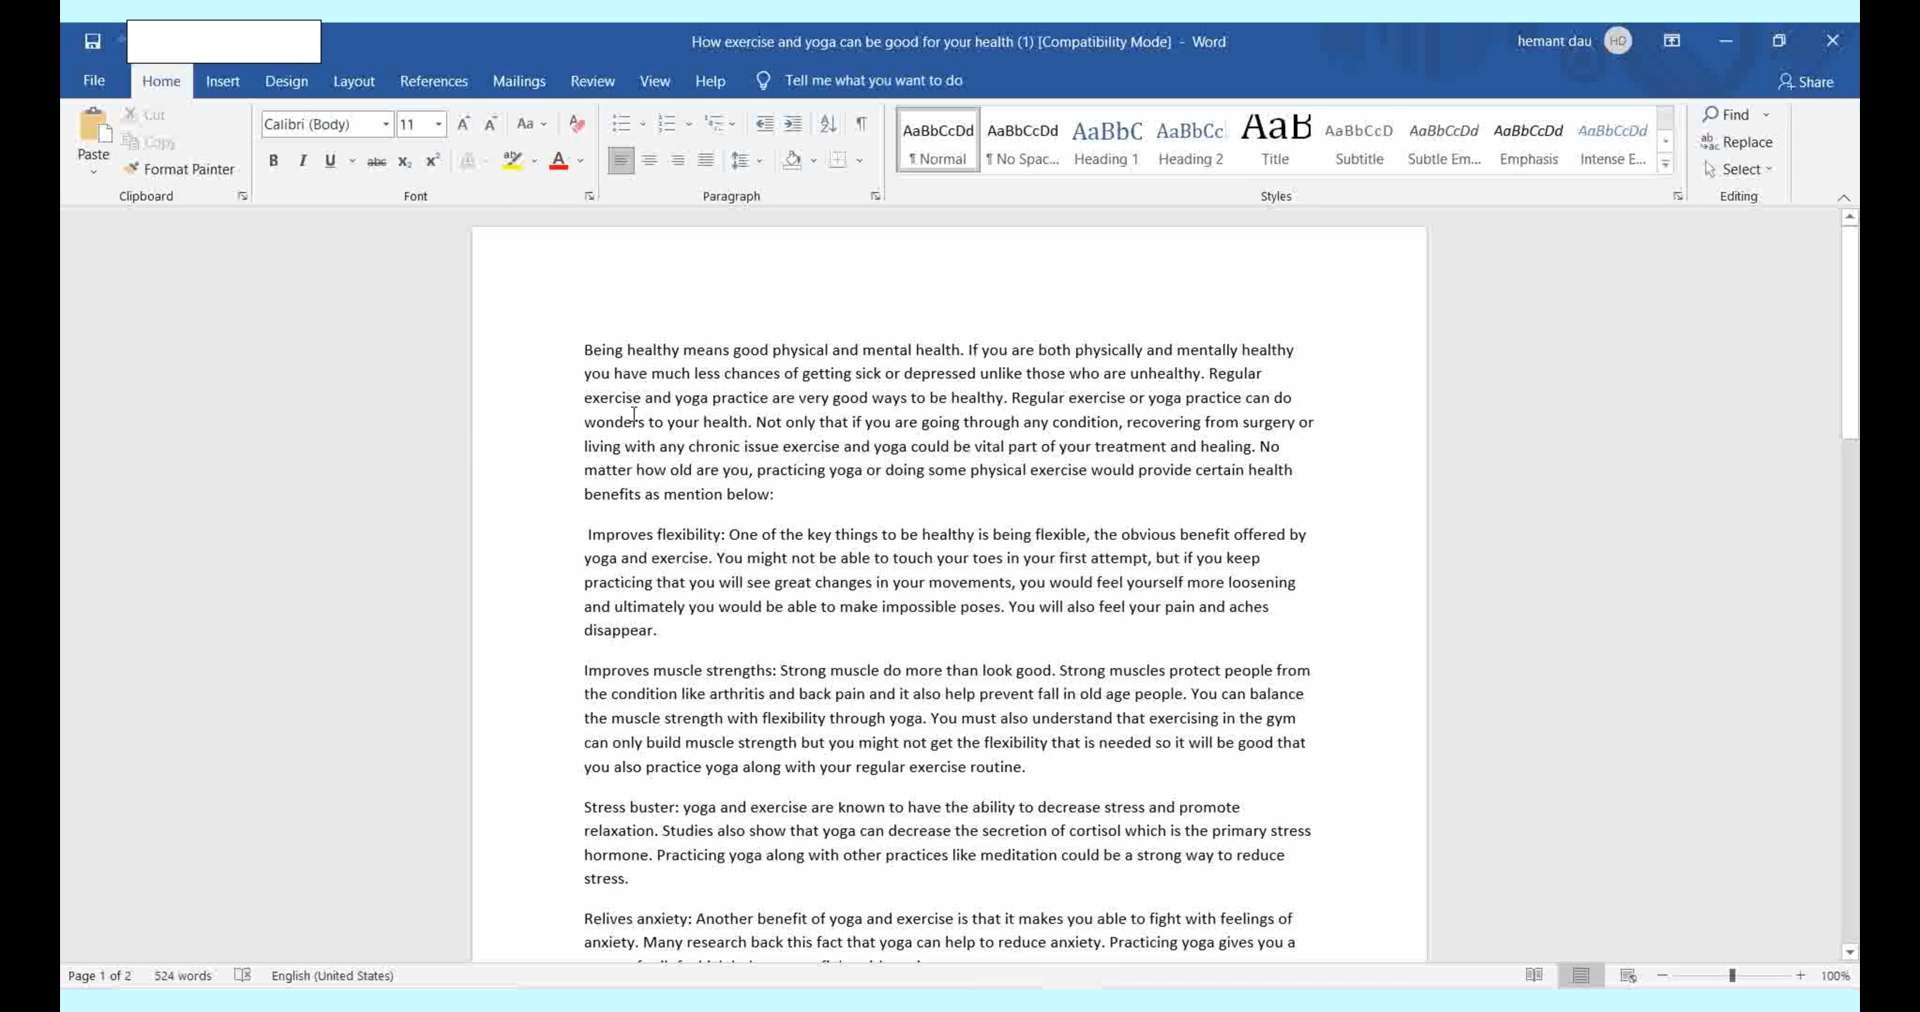 How exercise and yoga can be good for your health (1) [Compatibility Mode] - Word
hemant dau HD
File Home Insert Design Layout References Mailings Review View Help Tell me what you want to do Share
Cut
Copy
Paste
Format Painter
Clipboard
Calibri (Body) 11
Font
Paragraph
AaBbCcDd AaBbCcDd AaBbC AaBbCc AaB AaBbCcD AaBbCcDd AaBbCcDd AaBbCcDd
¶ Normal ¶ No Spac... Heading 1 Heading 2 Title Subtitle Subtle Em... Emphasis Intense E...
Styles
Find
Replace
Select
Editing
Being healthy means good physical and mental health. If you are both physically and mentally healthy
you have much less chances of getting sick or depressed unlike those who are unhealthy. Regular
exercise and yoga practice are very good ways to be healthy. Regular exercise or yoga practice can do
wonders to your health. Not only that if you are going through any condition, recovering from surgery or
living with any chronic issue exercise and yoga could be vital part of your treatment and healing. No
matter how old are you, practicing yoga or doing some physical exercise would provide certain health
benefits as mention below:
Improves flexibility: One of the key things to be healthy is being flexible, the obvious benefit offered by
yoga and exercise. You might not be able to touch your toes in your first attempt, but if you keep
practicing that you will see great changes in your movements, you would feel yourself more loosening
and ultimately you would be able to make impossible poses. You will also feel your pain and aches
disappear.
Improves muscle strengths: Strong muscle do more than look good. Strong muscles protect people from
the condition like arthritis and back pain and it also help prevent fall in old age people. You can balance
the muscle strength with flexibility through yoga. You must also understand that exercising in the gym
can only build muscle strength but you might not get the flexibility that is needed so it will be good that
you also practice yoga along with your regular exercise routine.
Stress buster: yoga and exercise are known to have the ability to decrease stress and promote
relaxation. Studies also show that yoga can decrease the secretion of cortisol which is the primary stress
hormone. Practicing yoga along with other practices like meditation could be a strong way to reduce
stress.
Relives anxiety: Another benefit of yoga and exercise is that it makes you able to fight with feelings of
anxiety. Many research back this fact that yoga can help to reduce anxiety. Practicing yoga gives you a
Page 1 of 2 524 words English (United States) 100%